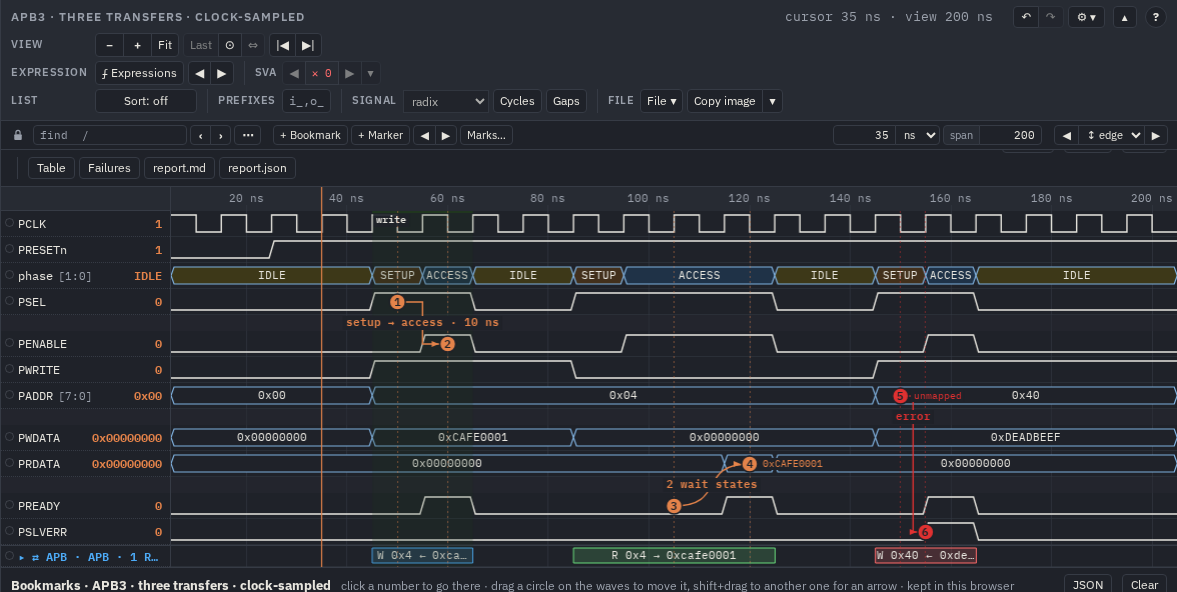 APB3 · THREE TRANSFERS · CLOCK-SAMPLED cursor 35 ns · view 200 ns ↶ ↷ ⚙ ▾ ▲ ?
VIEW − + Fit Last ⊙ ⇔ |◀ ▶|
EXPRESSION ⨍ Expressions ◀ ▶ SVA ◀ × 0 ▶ ▾
LIST Sort: off PREFIXES i_,o_ SIGNAL radix Cycles Gaps FILE File ▾ Copy image ▾
find / ‹ › ··· + Bookmark + Marker ◀ ▶ Marks... 35 ns span 200 ◀ ↕ edge ▶
Table Failures report.md report.json
20 ns 40 ns 60 ns 80 ns 100 ns 120 ns 140 ns 160 ns 180 ns 200 ns
PCLK 1 write
PRESETn 1
phase [1:0] IDLE IDLE SETUP ACCESS IDLE SETUP ACCESS IDLE SETUP ACCESS IDLE
PSEL 0 1
setup → access · 10 ns
PENABLE 0 2
PWRITE 0
PADDR [7:0] 0x00 0x00 0x04 5 unmapped 0x40
error
PWDATA 0x00000000 0x00000000 0xCAFE0001 0x00000000 0xDEADBEEF
PRDATA 0x00000000 0x00000000 4 0xCAFE0001 0x00000000
2 wait states
PREADY 0 3
PSLVERR 0 6
▸ ⇄ APB · APB · 1 R… W 0x4 ← 0xca… R 0x4 → 0xcafe0001 W 0x40 ← 0xde…
Bookmarks · APB3 · three transfers · clock-sampled click a number to go there · drag a circle on the waves to move it, shift+drag to another one for an arrow · kept in this browser JSON Clear